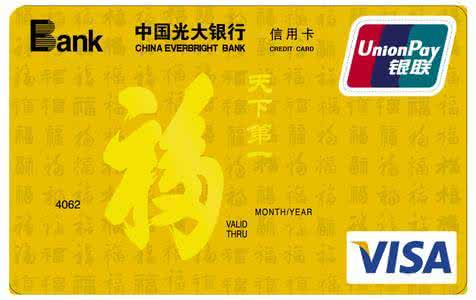 Bank
中国光大银行
CHINA EVERBRIGHT BANK
信用卡
CREDIT CARD
UnionPay
银联
天下第一
福
4062
MONTH/YEAR
VALID
THRU
VISA